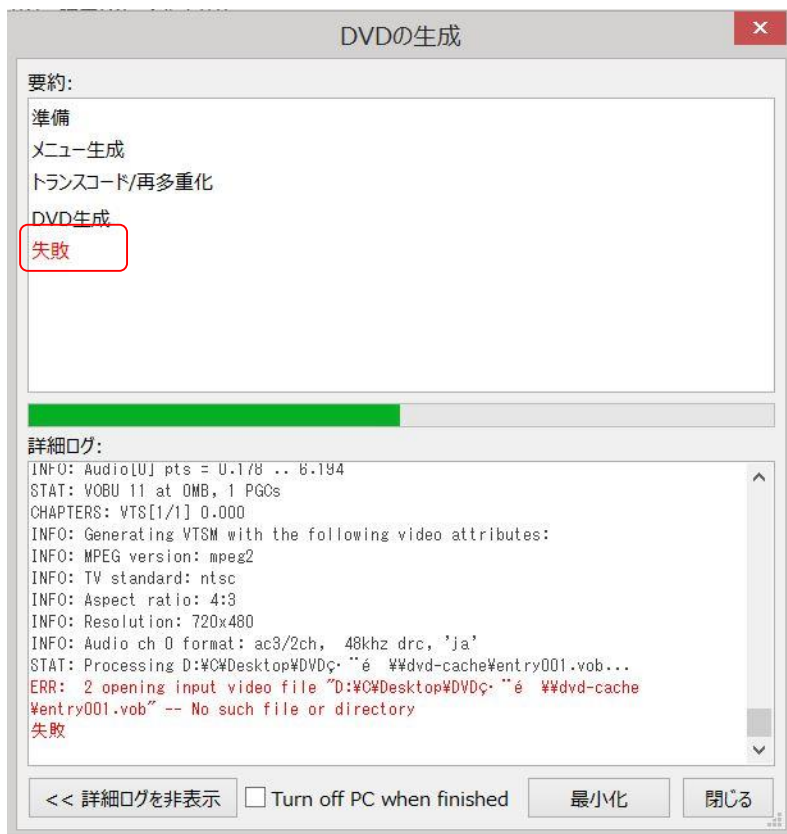 DVDの生成
要約:
準備
メニュー生成
トランスコード/再多重化
DVD生成
失敗
詳細ログ:
INFO: Audio[0] pts = 0.178 .. 6.194
STAT: VOBU 11 at 0MB, 1 PGCs
CHAPTERS: VTS[1/1] 0.000
INFO: Generating VTSM with the following video attributes:
INFO: MPEG version: mpeg2
INFO: TV standard: ntsc
INFO: Aspect ratio: 4:3
INFO: Resolution: 720x480
INFO: Audio ch 0 format: ac3/2ch, 48khz drc, 'ja'
STAT: Processing D:¥C¥Desktop¥DVDç·¨é ¥¥dvd-cache¥entry001.vob...
ERR: 2 opening input video file "D:¥C¥Desktop¥DVDç·¨é ¥¥dvd-cache
¥entry001.vob" -- No such file or directory
失敗
<< 詳細ログを非表示 Turn off PC when finished 最小化 閉じる